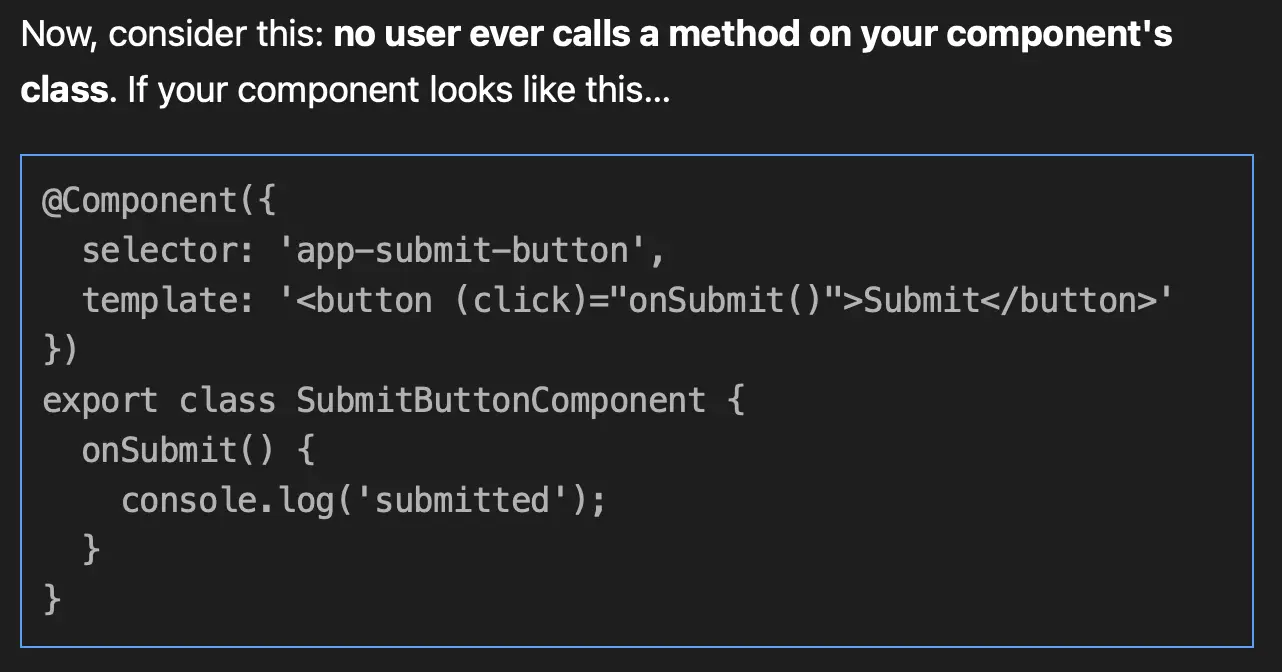 Now, consider this: no user ever calls a method on your component's
class. If your component looks like this...
@Component({
  selector: 'app-submit-button',
  template: '<button (click)="onSubmit()">Submit</button>'
})
export class SubmitButtonComponent {
  onSubmit() {
    console.log('submitted');
  }
}